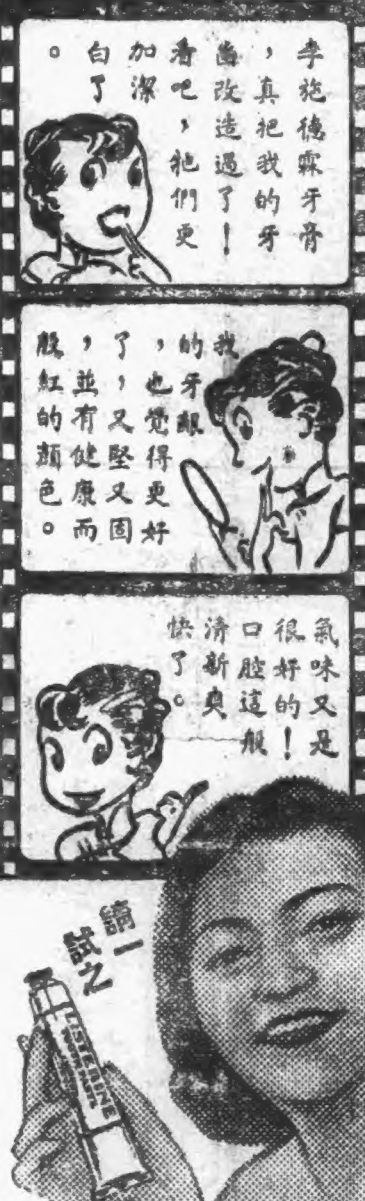 李施德霖牙膏
，真把我的牙
齒改造過了！
看吧，牠們更
加潔
白了
。
我
的牙齦
，也覺得更好
了，又堅又固
，並有健康而
殷紅的顏色。
氣味又是
很好的！
口腔這般
清新爽
快了。
請一
試之
LISTERINE